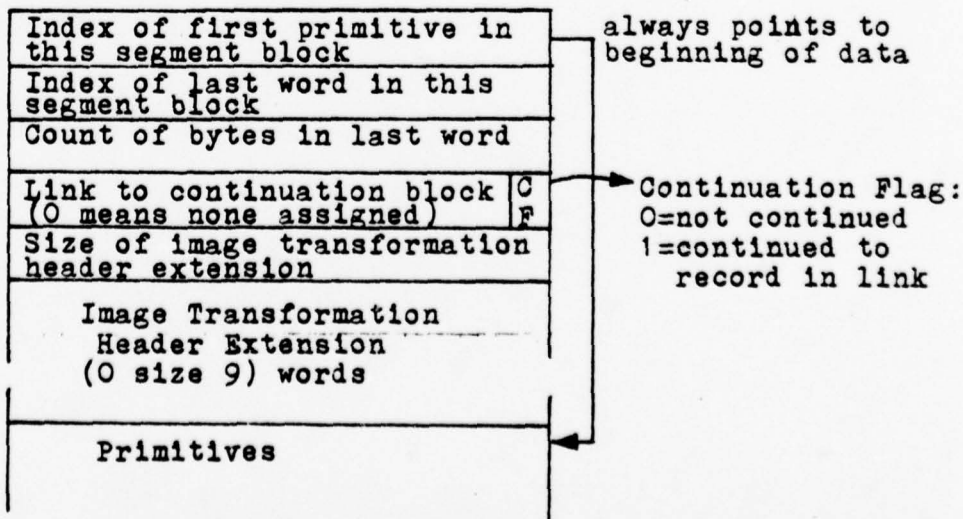 Index of first primitive in
this segment block
always points to
beginning of data
Index of last word in this
segment block
Count of bytes in last word
Link to continuation block
(0 means none assigned)
C
F
Continuation Flag:
0=not continued
1=continued to
record in link
Size of image transformation
header extension
Image Transformation
Header Extension
(0 size 9) words
Primitives